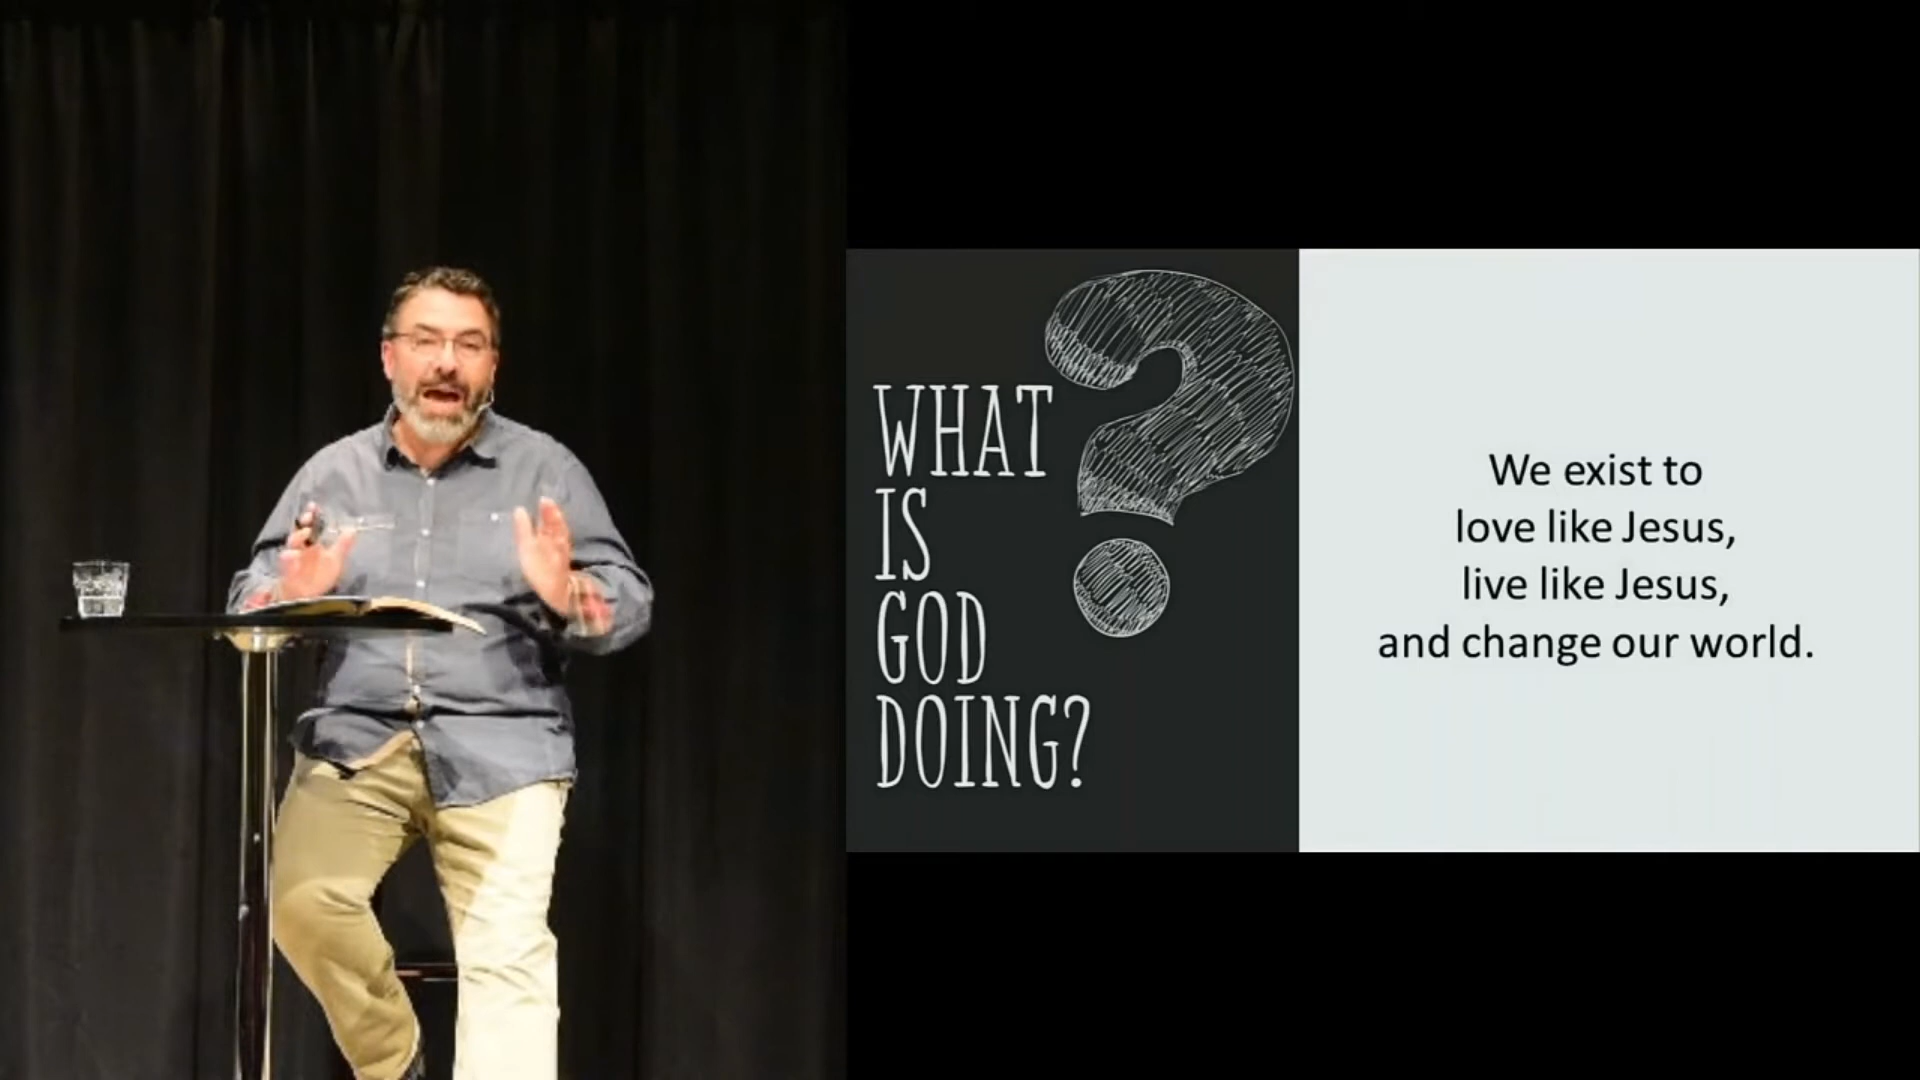 WHAT
IS
GOD
DOING?
We exist to
love like Jesus,
live like Jesus,
and change our world.